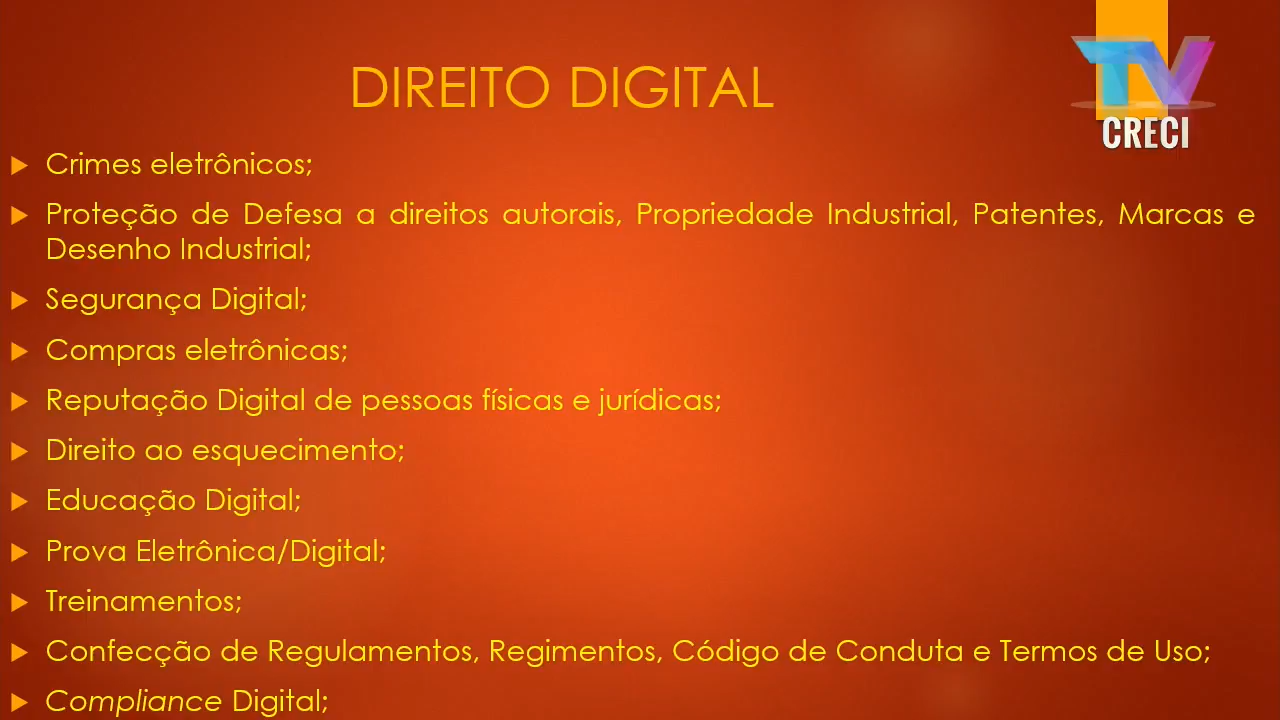 DIREITO DIGITAL
TV
CRECI
Crimes eletrônicos;
Proteção de Defesa a direitos autorais, Propriedade Industrial, Patentes, Marcas e
Desenho Industrial;
Segurança Digital;
Compras eletrônicas;
Reputação Digital de pessoas físicas e jurídicas;
Direito ao esquecimento;
Educação Digital;
Prova Eletrônica/Digital;
Treinamentos;
Confecção de Regulamentos, Regimentos, Código de Conduta e Termos de Uso;
Compliance Digital;